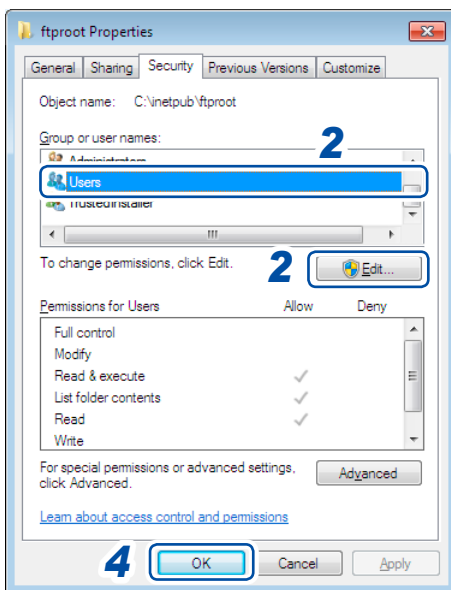 ftproot Properties
General Sharing Security Previous Versions Customize
Object name: C:\inetpub\ftproot
Group or user names:
2
Administrators
Users
TrustedInstaller
To change permissions, click Edit.
2
Edit...
Permissions for Users Allow Deny
Full control
Modify
Read & execute
List folder contents
Read
Write
For special permissions or advanced settings,
click Advanced.
Advanced
Learn about access control and permissions
4
OK Cancel Apply